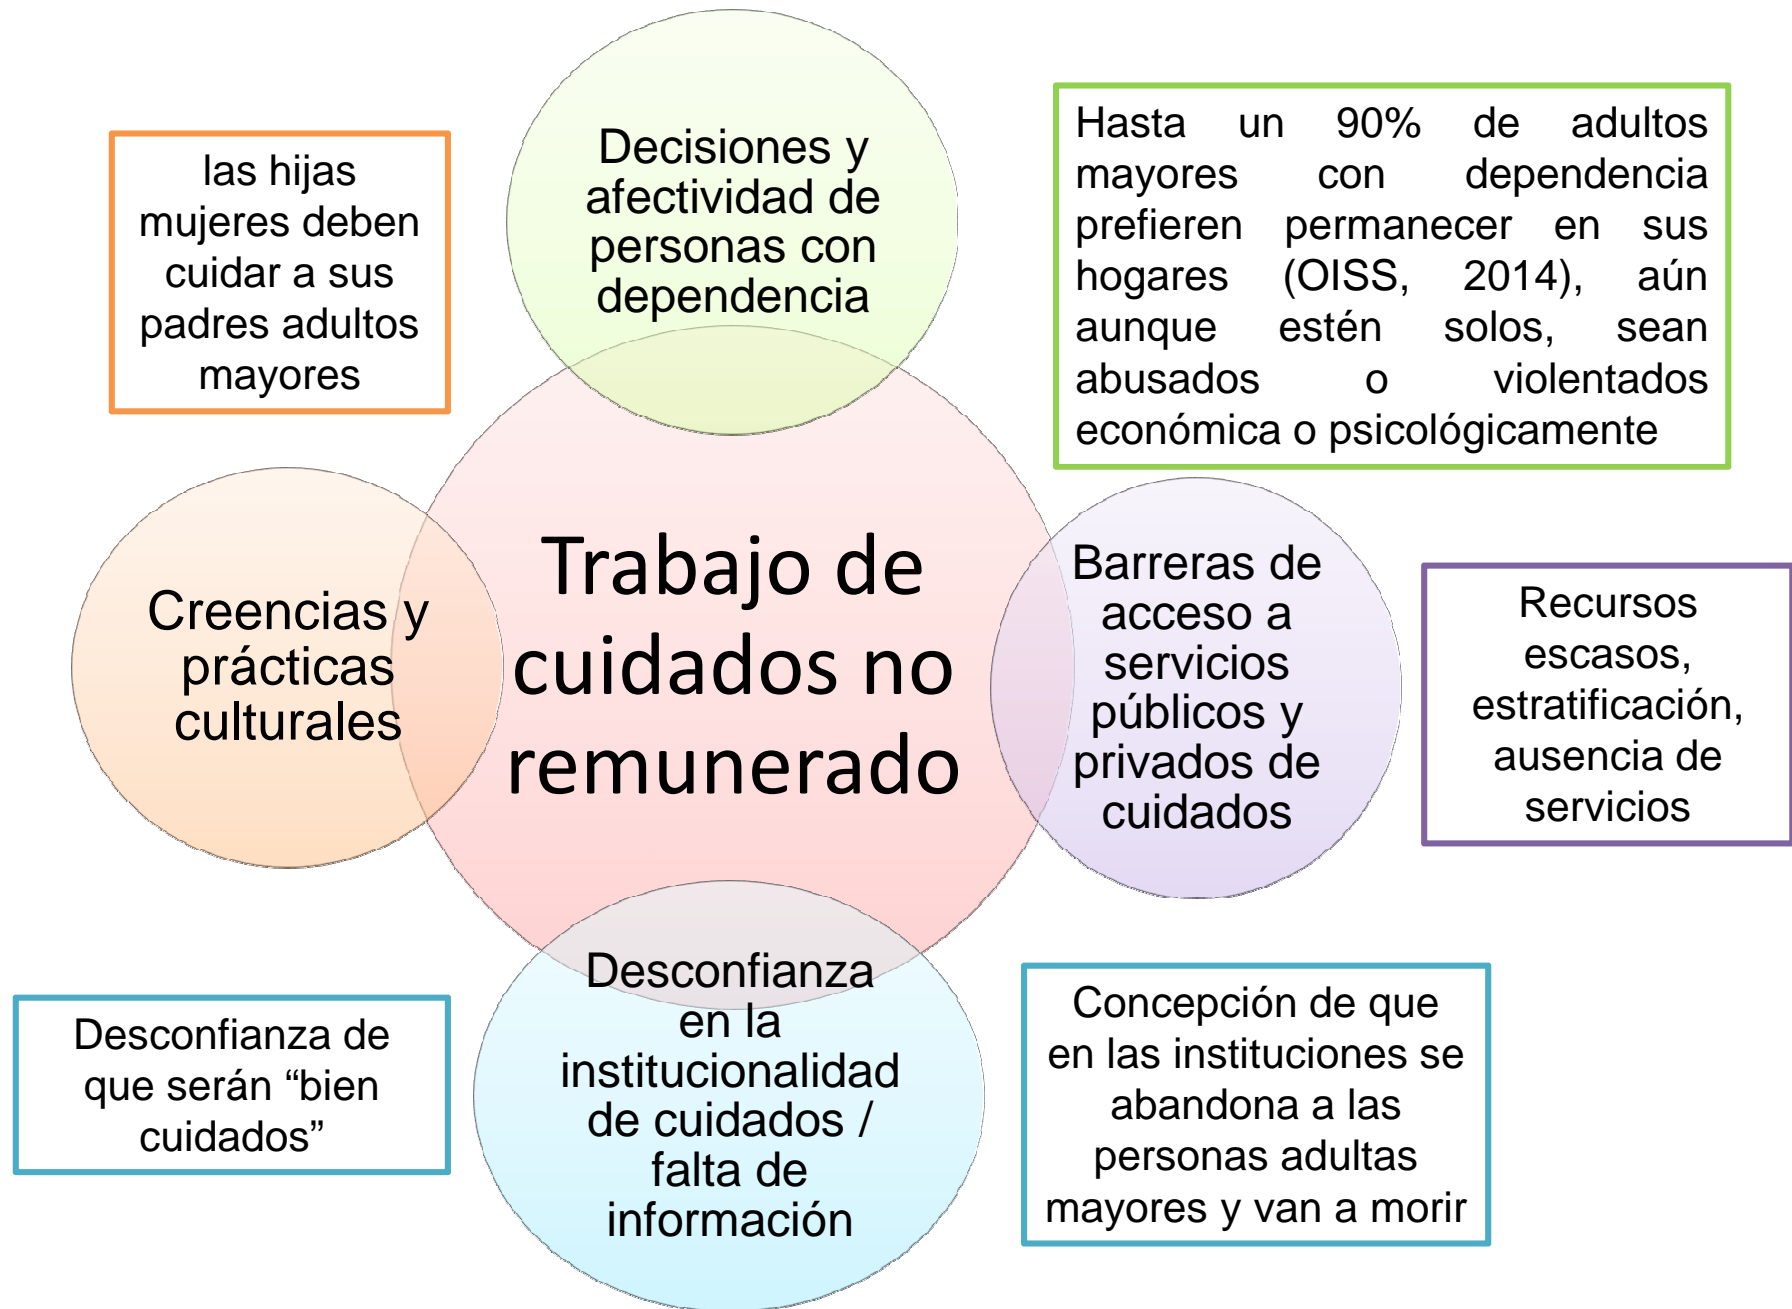 Decisiones y
afectividad de
personas con
dependencia
Hasta un 90% de adultos
mayores con dependencia
prefieren permanecer en sus
hogares (OISS, 2014), aún
aunque estén solos, sean
abusados o violentados
económica o psicológicamente
las hijas
mujeres deben
cuidar a sus
padres adultos
mayores
Creencias y
prácticas
culturales
Trabajo de
cuidados no
remunerado
Barreras de
acceso a
servicios
públicos y
privados de
cuidados
Recursos
escasos,
estratificación,
ausencia de
servicios
Desconfianza de
que serán “bien
cuidados”
Desconfianza
en la
institucionalidad
de cuidados /
falta de
información
Concepción de que
en las instituciones se
abandona a las
personas adultas
mayores y van a morir